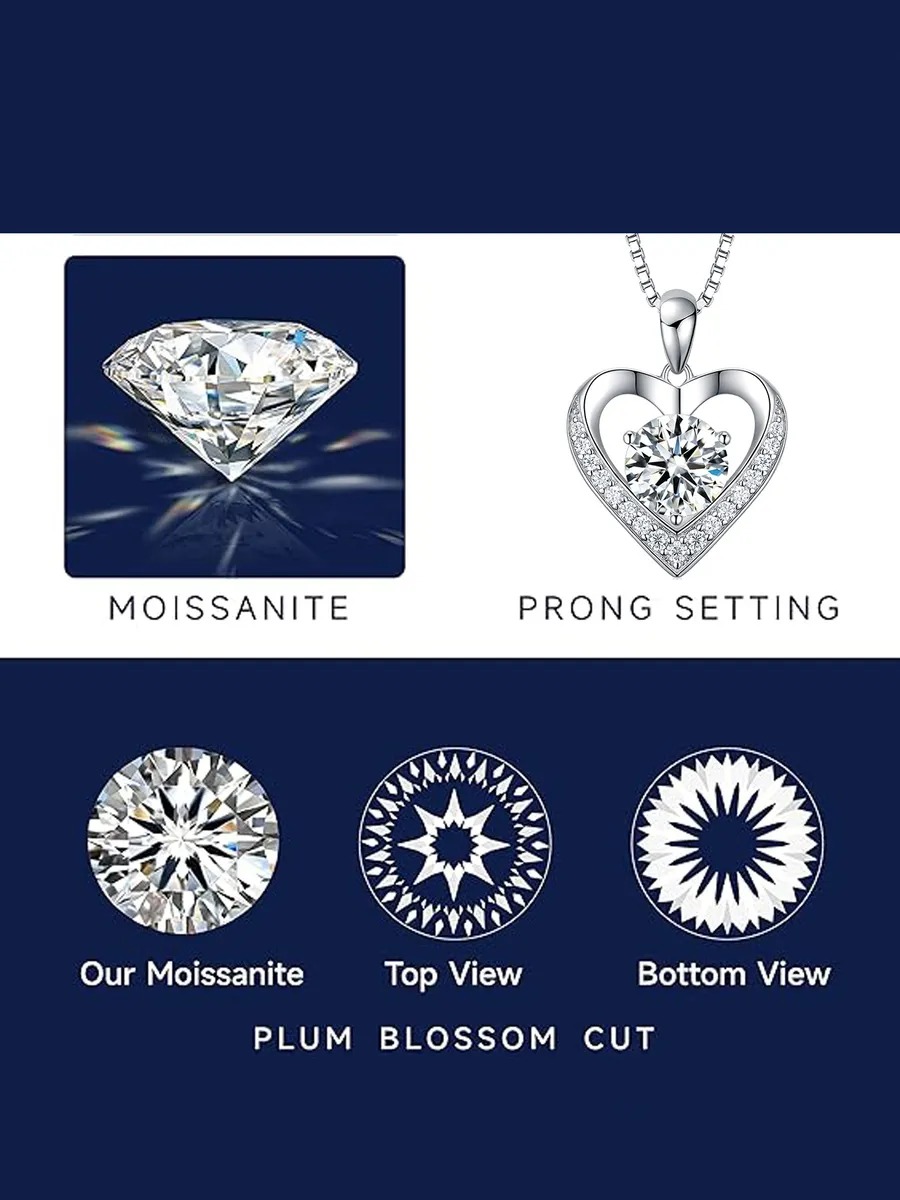 MOISSANITE
PRONG SETTING
Our Moissanite
Top View
Bottom View
PLUM BLOSSOM CUT